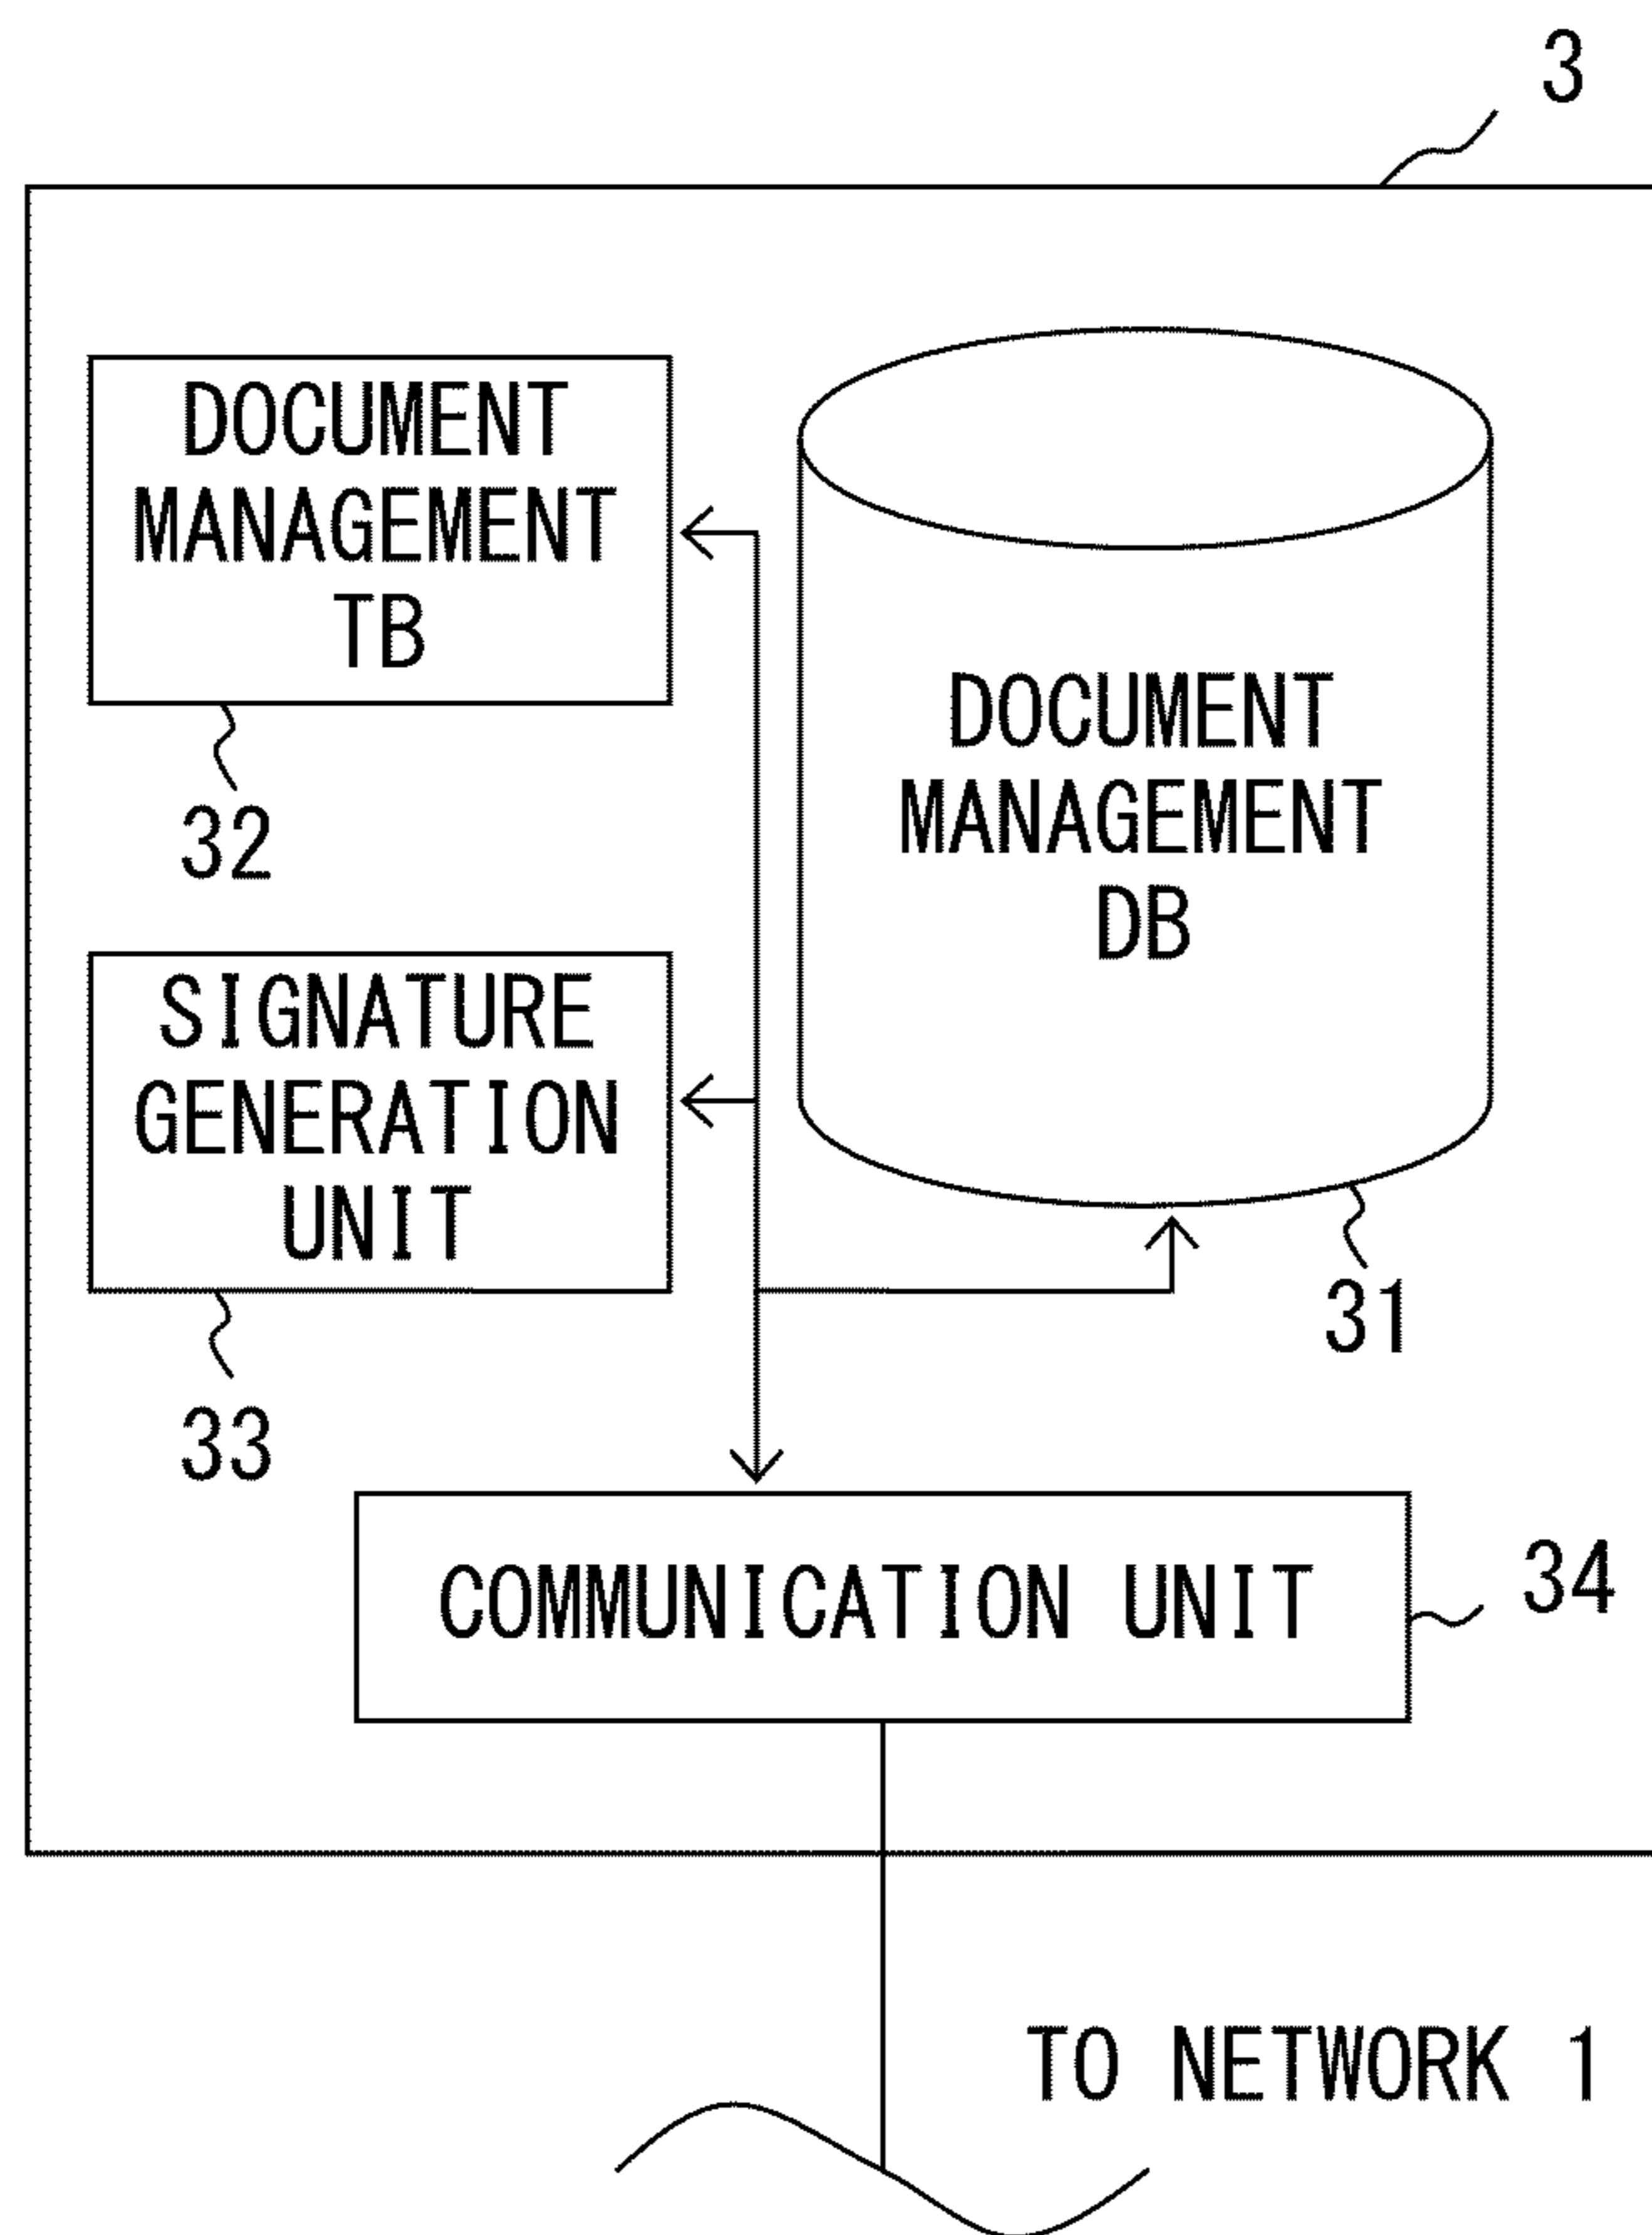 3
DOCUMENT
MANAGEMENT
TB
32
DOCUMENT
MANAGEMENT
DB
31
SIGNATURE
GENERATION
UNIT
33
COMMUNICATION UNIT
34
TO NETWORK 1